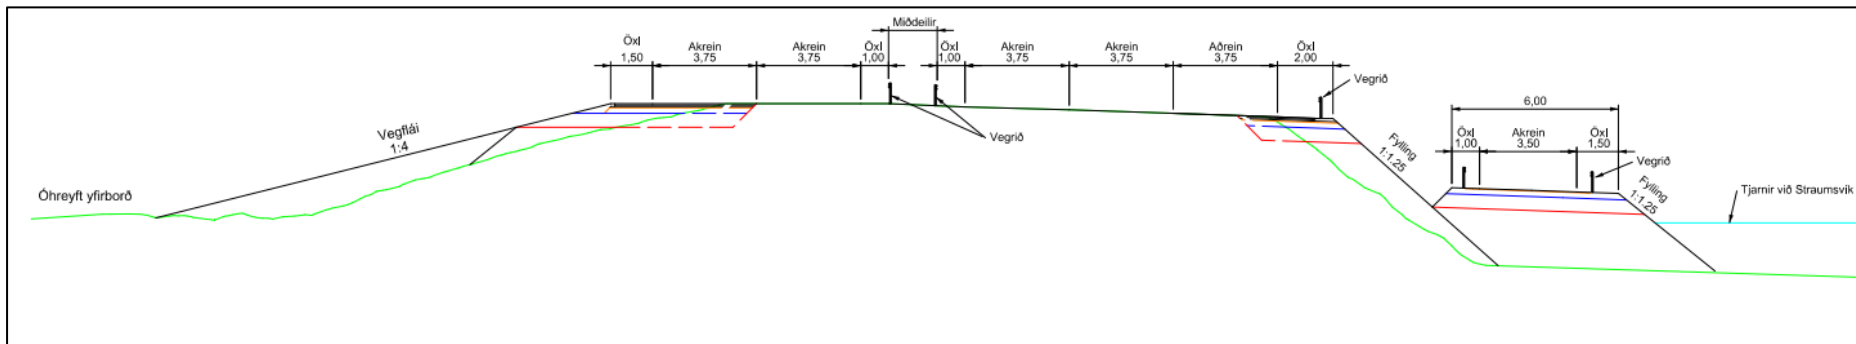 Miðdeilir
Öxl
1,50
Akrein
3,75
Akrein
3,75
Öxl
1,00
Öxl
1,00
Akrein
3,75
Akrein
3,75
Aðrein
3,75
Öxl
2,00
Vegrið
Vegrið
6,00
Öxl
1,00
Akrein
3,50
Öxl
1,50
Vegrið
Vegflái
1:4
Fylling
1:1.25
Fylling
1:1.25
Óhreyft yfirborð
Tjarnir við Straumsvík